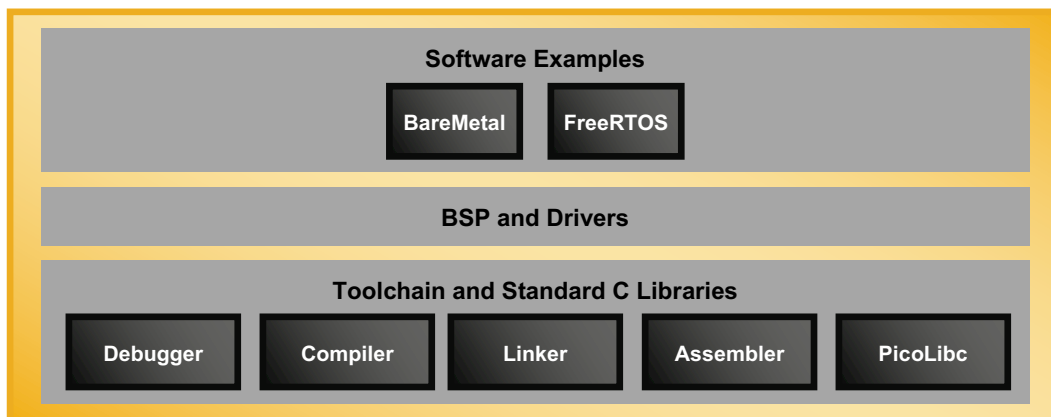 Software Examples
BareMetal FreeRTOS
BSP and Drivers
Toolchain and Standard C Libraries
Debugger Compiler Linker Assembler PicoLibc